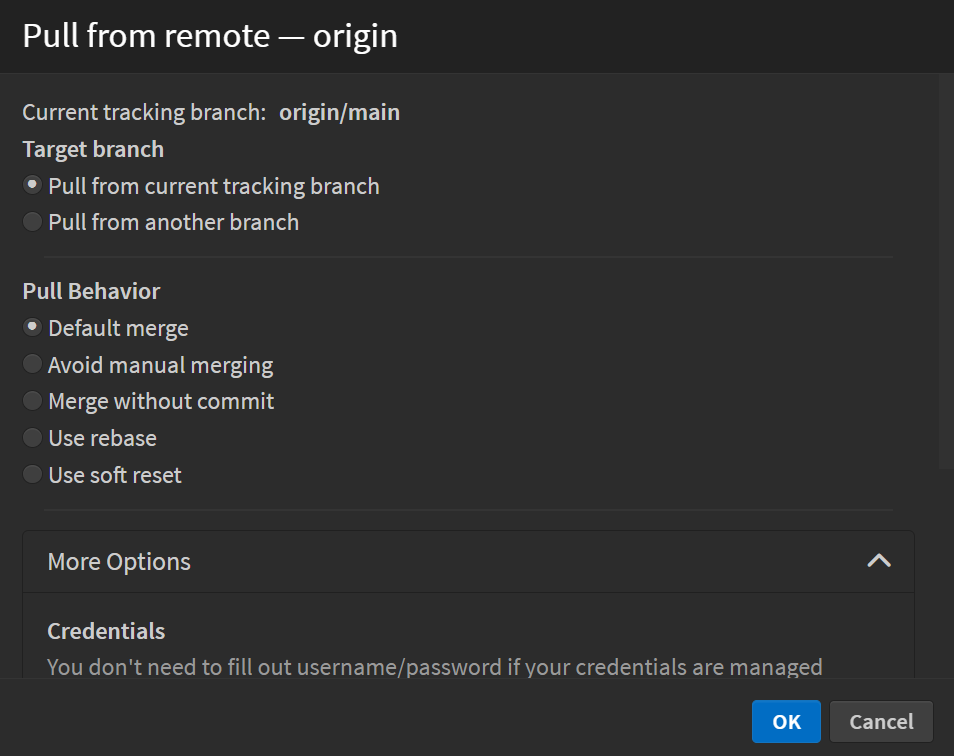 Pull from remote — origin
Current tracking branch: origin/main
Target branch
Pull from current tracking branch
Pull from another branch
Pull Behavior
Default merge
Avoid manual merging
Merge without commit
Use rebase
Use soft reset
More Options
Credentials
You don't need to fill out username/password if your credentials are managed
OK Cancel